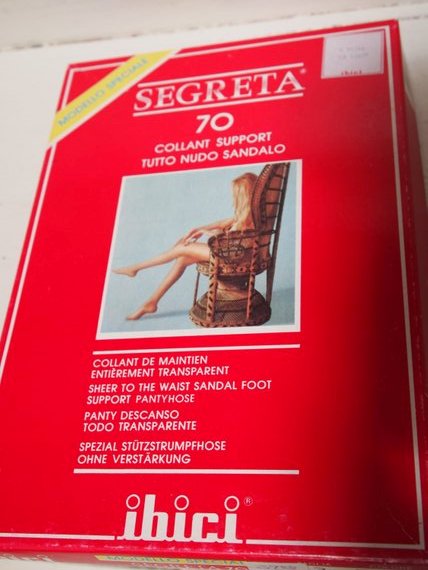 MODELLO SPECIALE
SEGRETA®
70
COLLANT SUPPORT
TUTTO NUDO SANDALO
COLLANT DE MAINTIEN
ENTIÈREMENT TRANSPARENT
SHEER TO THE WAIST SANDAL FOOT
SUPPORT PANTYHOSE
PANTY DESCANSO
TODO TRANSPARENTE
SPEZIAL STÜTZSTRUMPFHOSE
OHNE VERSTÄRKUNG
ibici®